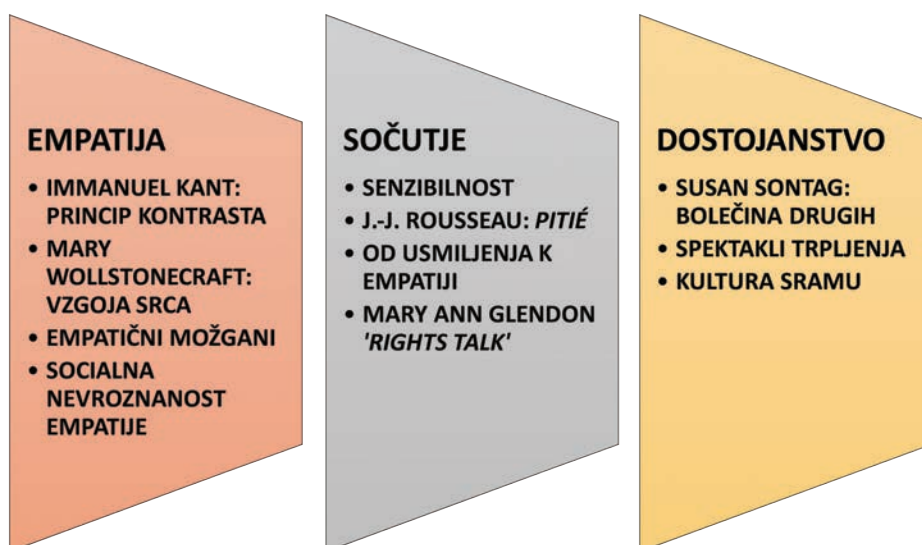 EMPATIJA
• IMMANUEL KANT:
PRINCIP KONTRASTA
• MARY
WOLLSTONECRAFT:
VZGOJA SRCA
• EMPATIČNI MOŽGANI
• SOCIALNA
NEVROZNANOST
EMPATIJE
SOČUTJE
• SENZIBILNOST
• J.-J. ROUSSEAU: PITIÉ
• OD USMILJENJA K
EMPATIJI
• MARY ANN GLENDON
'RIGHTS TALK'
DOSTOJANSTVO
• SUSAN SONTAG:
BOLEČINA DRUGIH
• SPEKTAKLI TRPLJENJA
• KULTURA SRAMU